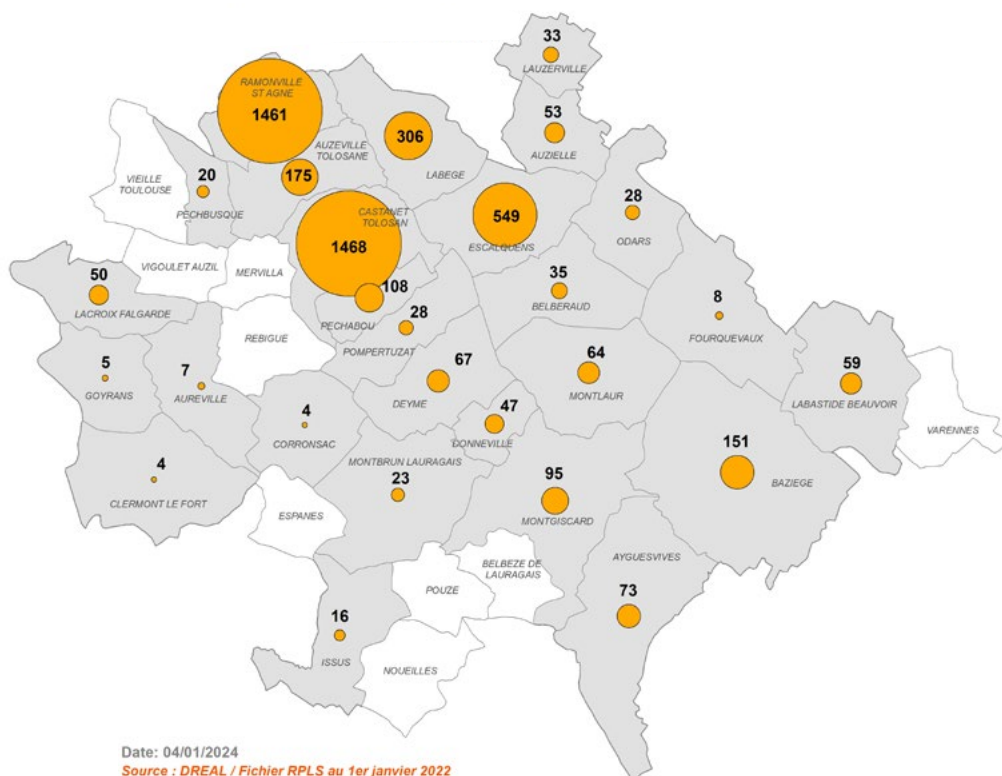 33
LAUZERVILLE
RAMONVILLE
ST AGNE
1461
53
AUZIELLE
306
LABEGE
AUZEVILLE
TOLOSANE
175
VIEILLE
TOULOUSE
20
PECHBUSQUE
28
ODARS
CASTANET
TOLOSAN
1468
549
ESCALQUENS
VIGOULET AUZIL
MERVILLA
50
LACROIX FALGARDE
108
PECHABOU
35
BELBERAUD
8
FOURQUEVAUX
28
POMPERTUZAT
REBIGUE
5
GOYRANS
7
AUREVILLE
67
DEYME
64
MONTLAUR
59
LABASTIDE BEAUVOIR
VARENNES
4
CORRONSAC
47
DONNEVILLE
4
CLERMONT LE FORT
MONTBRUN LAURAGAIS
23
95
MONTGISCARD
151
BAZIEGE
ESPANES
BELBEZE DE
LAURAGAIS
AYGUESVIVES
73
POUZE
16
ISSUS
NOUEILLES
Date: 04/01/2024
Source : DREAL / Fichier RPLS au 1er janvier 2022